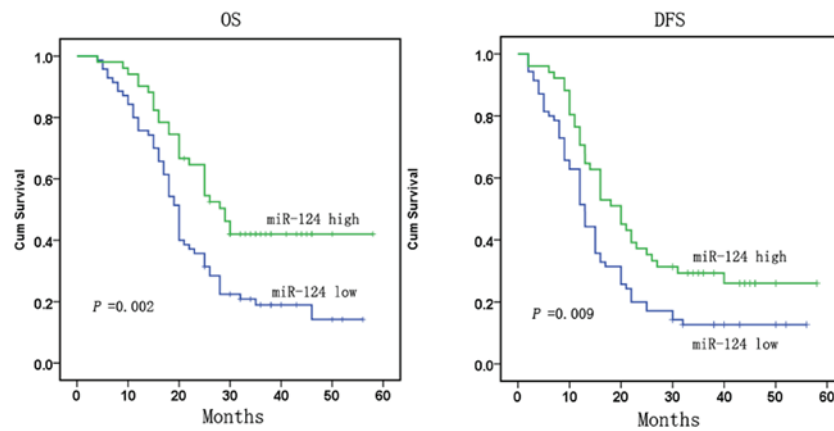 OS
1.0
0.8
0.6
0.4
0.2
0.0
Cum Survival
miR-124 high
miR-124 low
P =0.002
0 10 20 30 40 50 60
Months
DFS
1.0
0.8
0.6
0.4
0.2
0.0
Cum Survival
miR-124 high
P =0.009
miR-124 low
0 10 20 30 40 50 60
Months